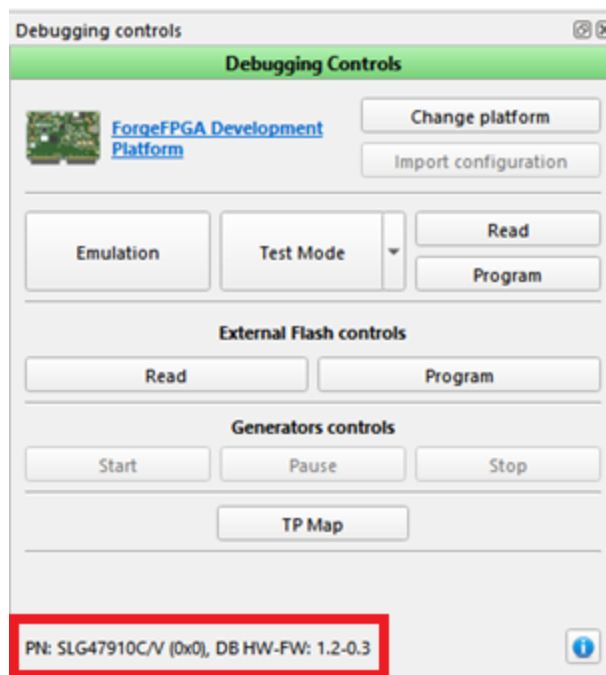 Debugging controls
Debugging Controls
ForgeFPGA Development
Platform
Change platform
Import configuration
Emulation
Test Mode
Read
Program
External Flash controls
Read
Program
Generators controls
Start
Pause
Stop
TP Map
PN: SLG47910C/V (0x0), DB HW-FW: 1.2-0.3